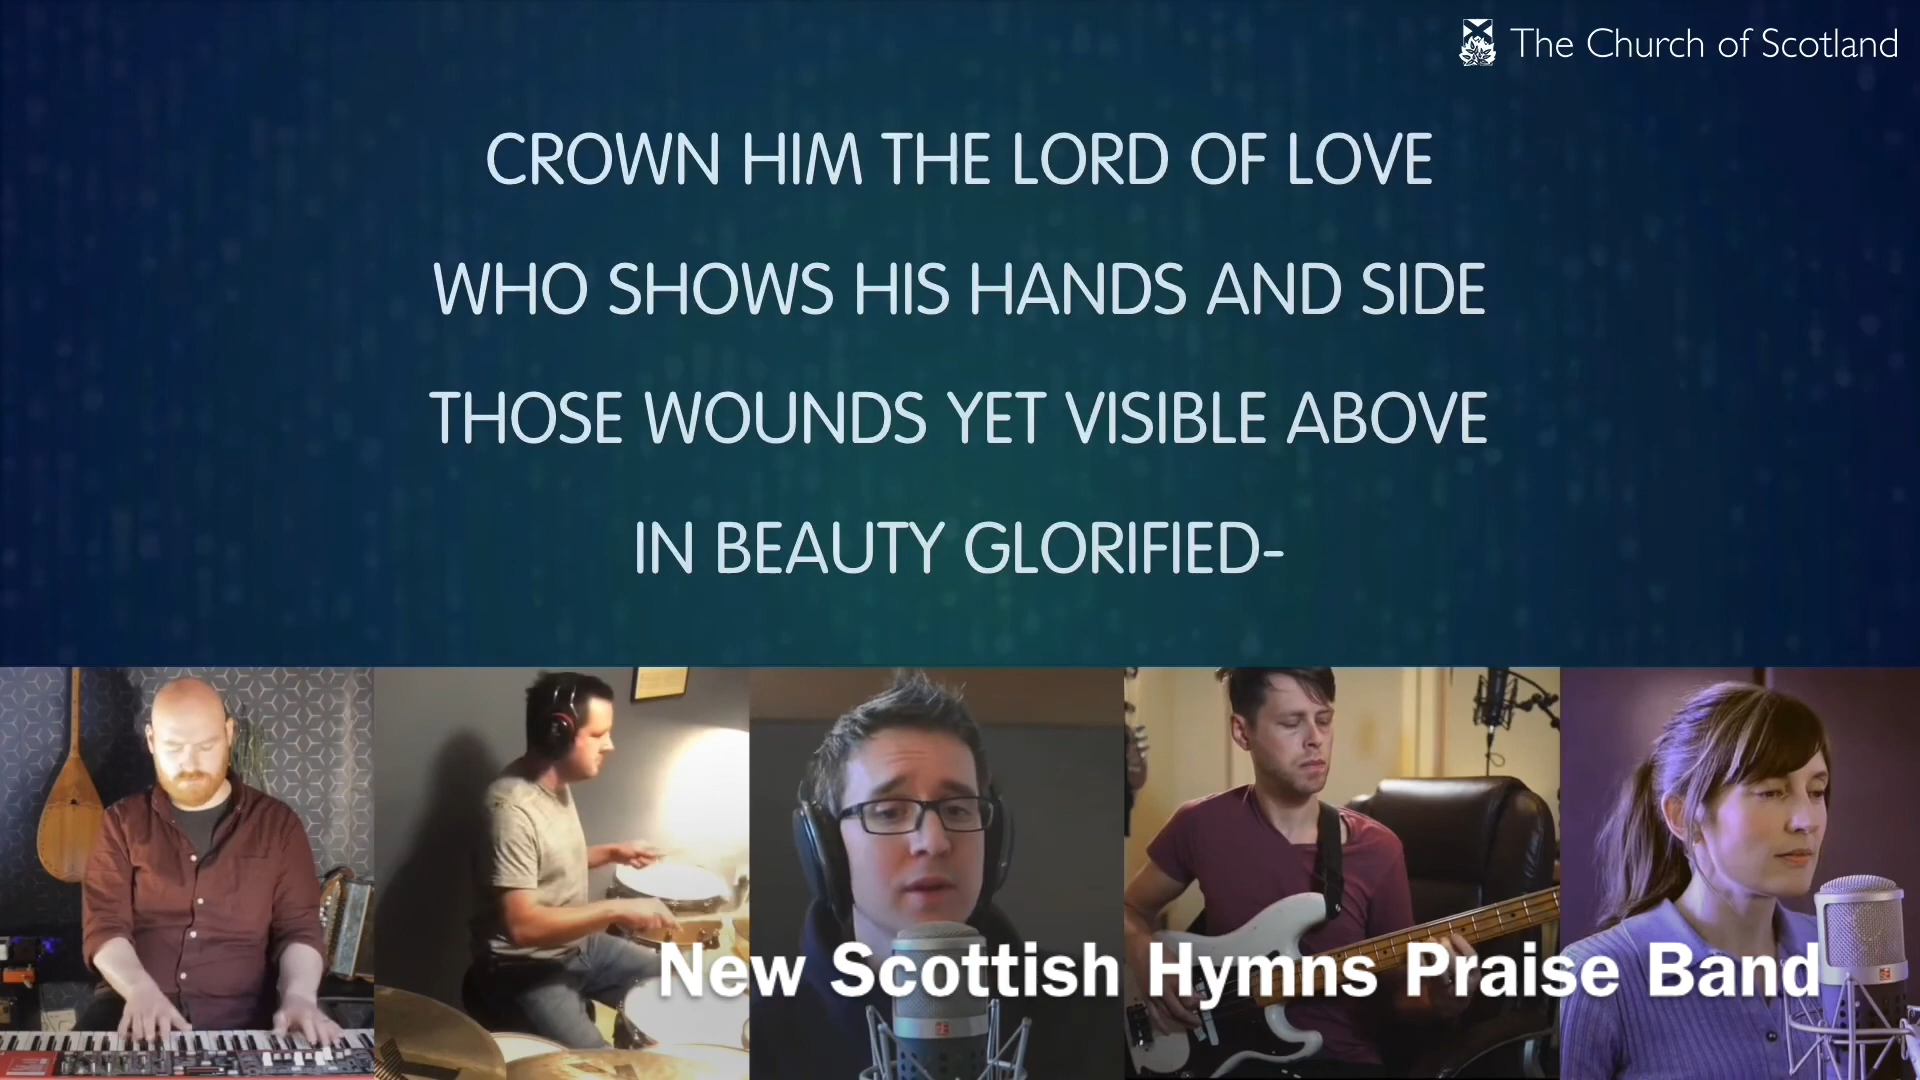 The Church of Scotland
CROWN HIM THE LORD OF LOVE
WHO SHOWS HIS HANDS AND SIDE
THOSE WOUNDS YET VISIBLE ABOVE
IN BEAUTY GLORIFIED-
New Scottish Hymns Praise Band